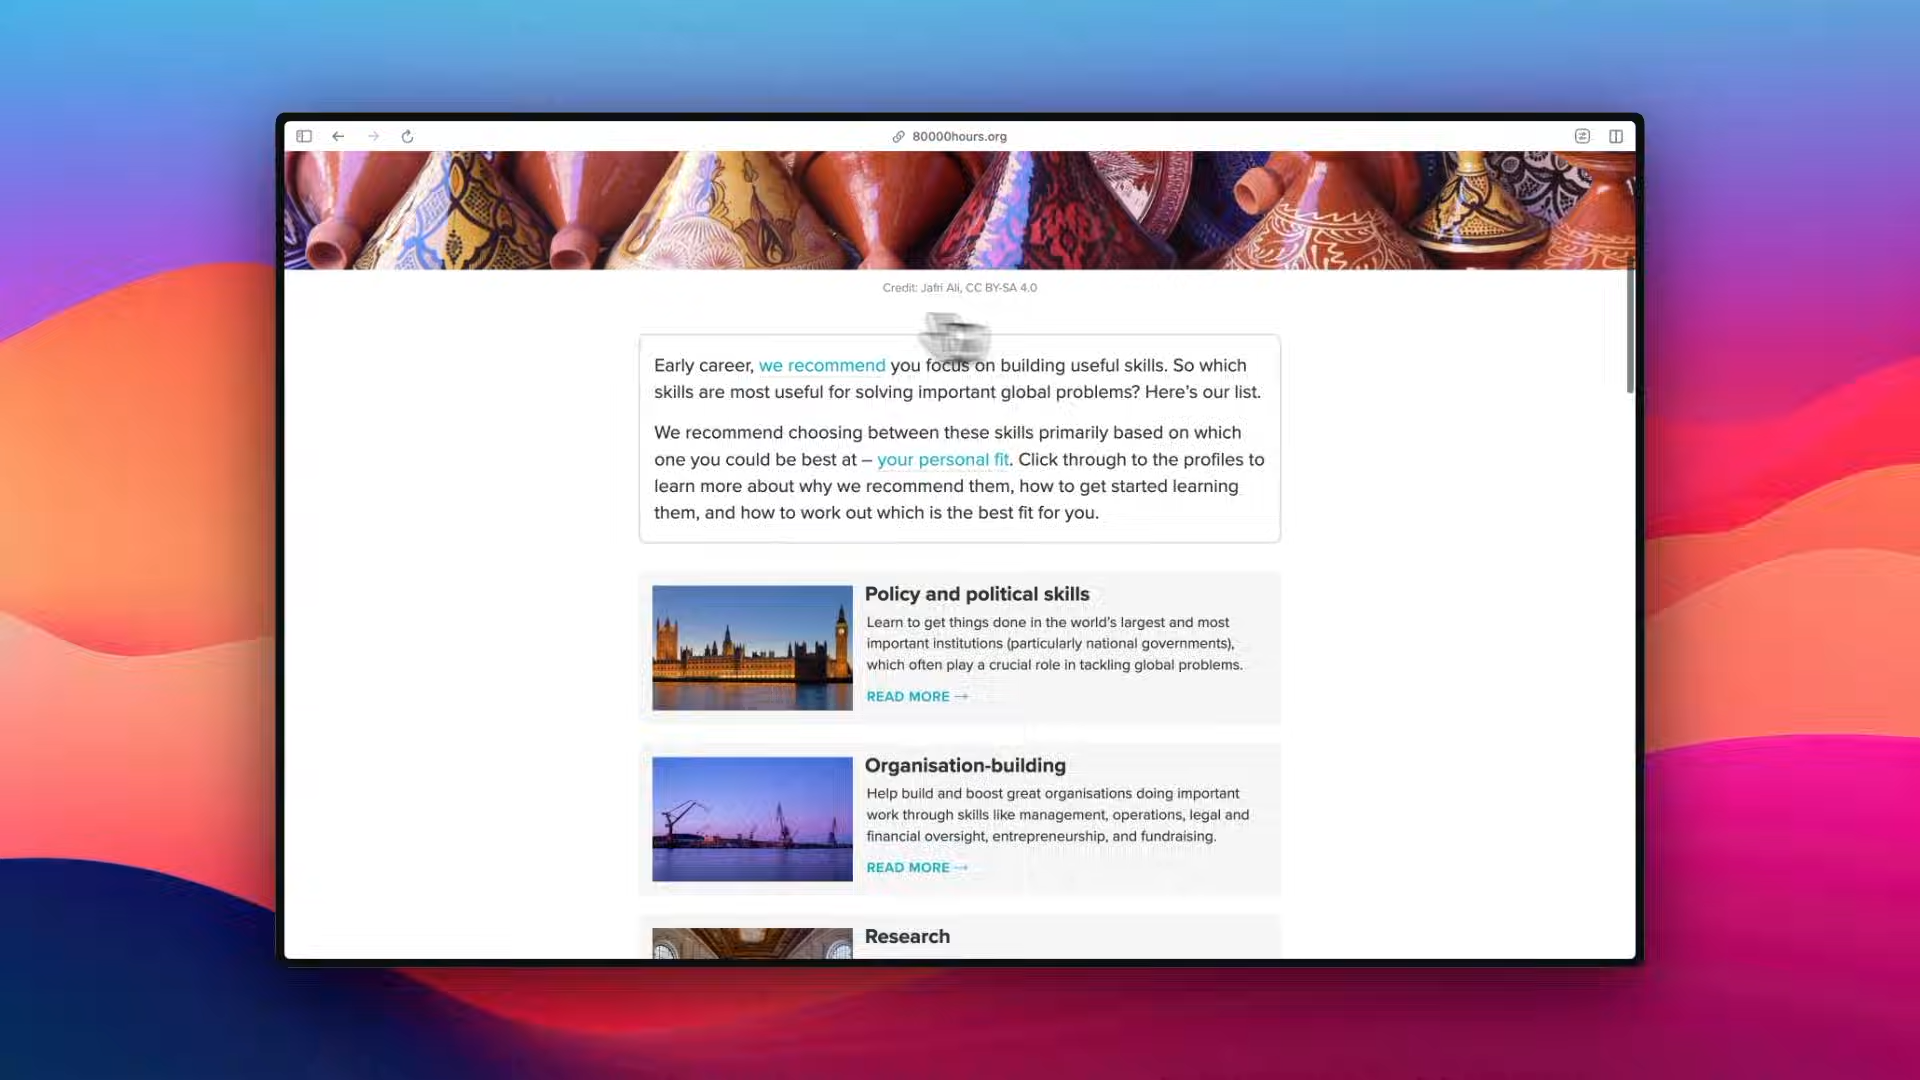 80000hours.org
Credit: Jafri Ali, CC BY-SA 4.0
Early career, we recommend you focus on building useful skills. So which
skills are most useful for solving important global problems? Here's our list.
We recommend choosing between these skills primarily based on which
one you could be best at – your personal fit. Click through to the profiles to
learn more about why we recommend them, how to get started learning
them, and how to work out which is the best fit for you.
Policy and political skills
Learn to get things done in the world's largest and most
important institutions (particularly national governments),
which often play a crucial role in tackling global problems.
READ MORE →
Organisation-building
Help build and boost great organisations doing important
work through skills like management, operations, legal and
financial oversight, entrepreneurship, and fundraising.
READ MORE →
Research